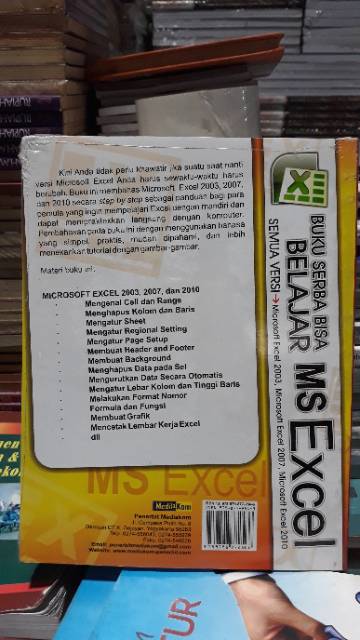 Kini Anda tidak perlu khawatir jika suatu saat nanti
versi Microsoft Excel Anda harus sewaktu-waktu harus
berubah. Buku ini membahas Microsoft Excel 2003, 2007,
dan 2010 secara step by step sebagai panduan bagi para
pemula yang ingin mempelajari Excel dengan mandiri dan
dapat mempraktikkan langsung dengan komputer.
Pembahasan pada buku ini dengan menggunakan bahasa
yang simpel, praktis, mudah dipahami, dan lebih
menekankan tutorial dengan gambar-gambar.
Materi buku ini:
MICROSOFT EXCEL 2003, 2007, dan 2010
- Mengenal Cell dan Range
- Menghapus Kolom dan Baris
- Mengatur Sheet
- Mengatur Regional Setting
- Mengatur Page Setup
- Membuat Header and Footer
- Membuat Background
- Menghapus Data pada Sel
- Mengurutkan Data Secara Otomatis
- Mengatur Lebar Kolom dan Tinggi Baris
- Melakukan Format Nomor
- Formula dan Fungsi
- Membuat Grafik
- Mencetak Lembar Kerja Excel
- dll
MS Excel
MediaKom
Penerbit Mediakom
BUKU SERBA BISA
BELAJAR MS Excel
SEMUA VERSI → Microsoft Excel 2003, Microsoft Excel 2007, Microsoft Excel 2010
RUPIAH
TUR